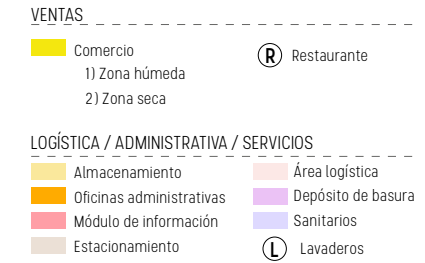 VENTAS
Comercio
1) Zona húmeda
2) Zona seca
R Restaurante
LOGÍSTICA / ADMINISTRATIVA / SERVICIOS
Almacenamiento
Oficinas administrativas
Módulo de información
Estacionamiento
Área logística
Depósito de basura
Sanitarios
L Lavaderos